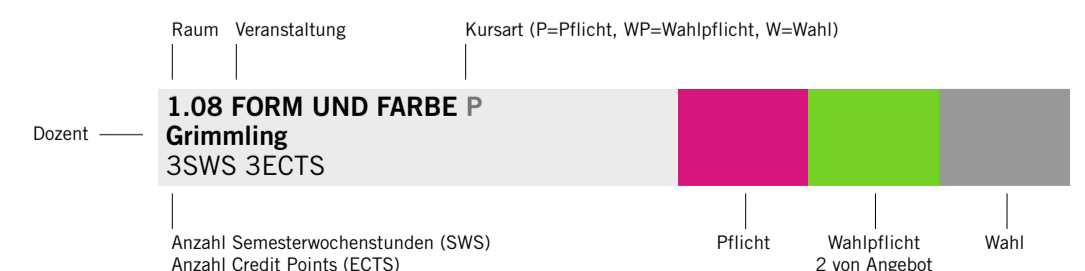 Raum Veranstaltung Kursart (P=Pflicht, WP=Wahlpflicht, W=Wahl)
1.08 FORM UND FARBE P
Dozent
Grimmling
3SWS 3ECTS
Anzahl Semesterwochenstunden (SWS)
Anzahl Credit Points (ECTS)
Pflicht
Wahlpflicht
2 von Angebot
Wahl